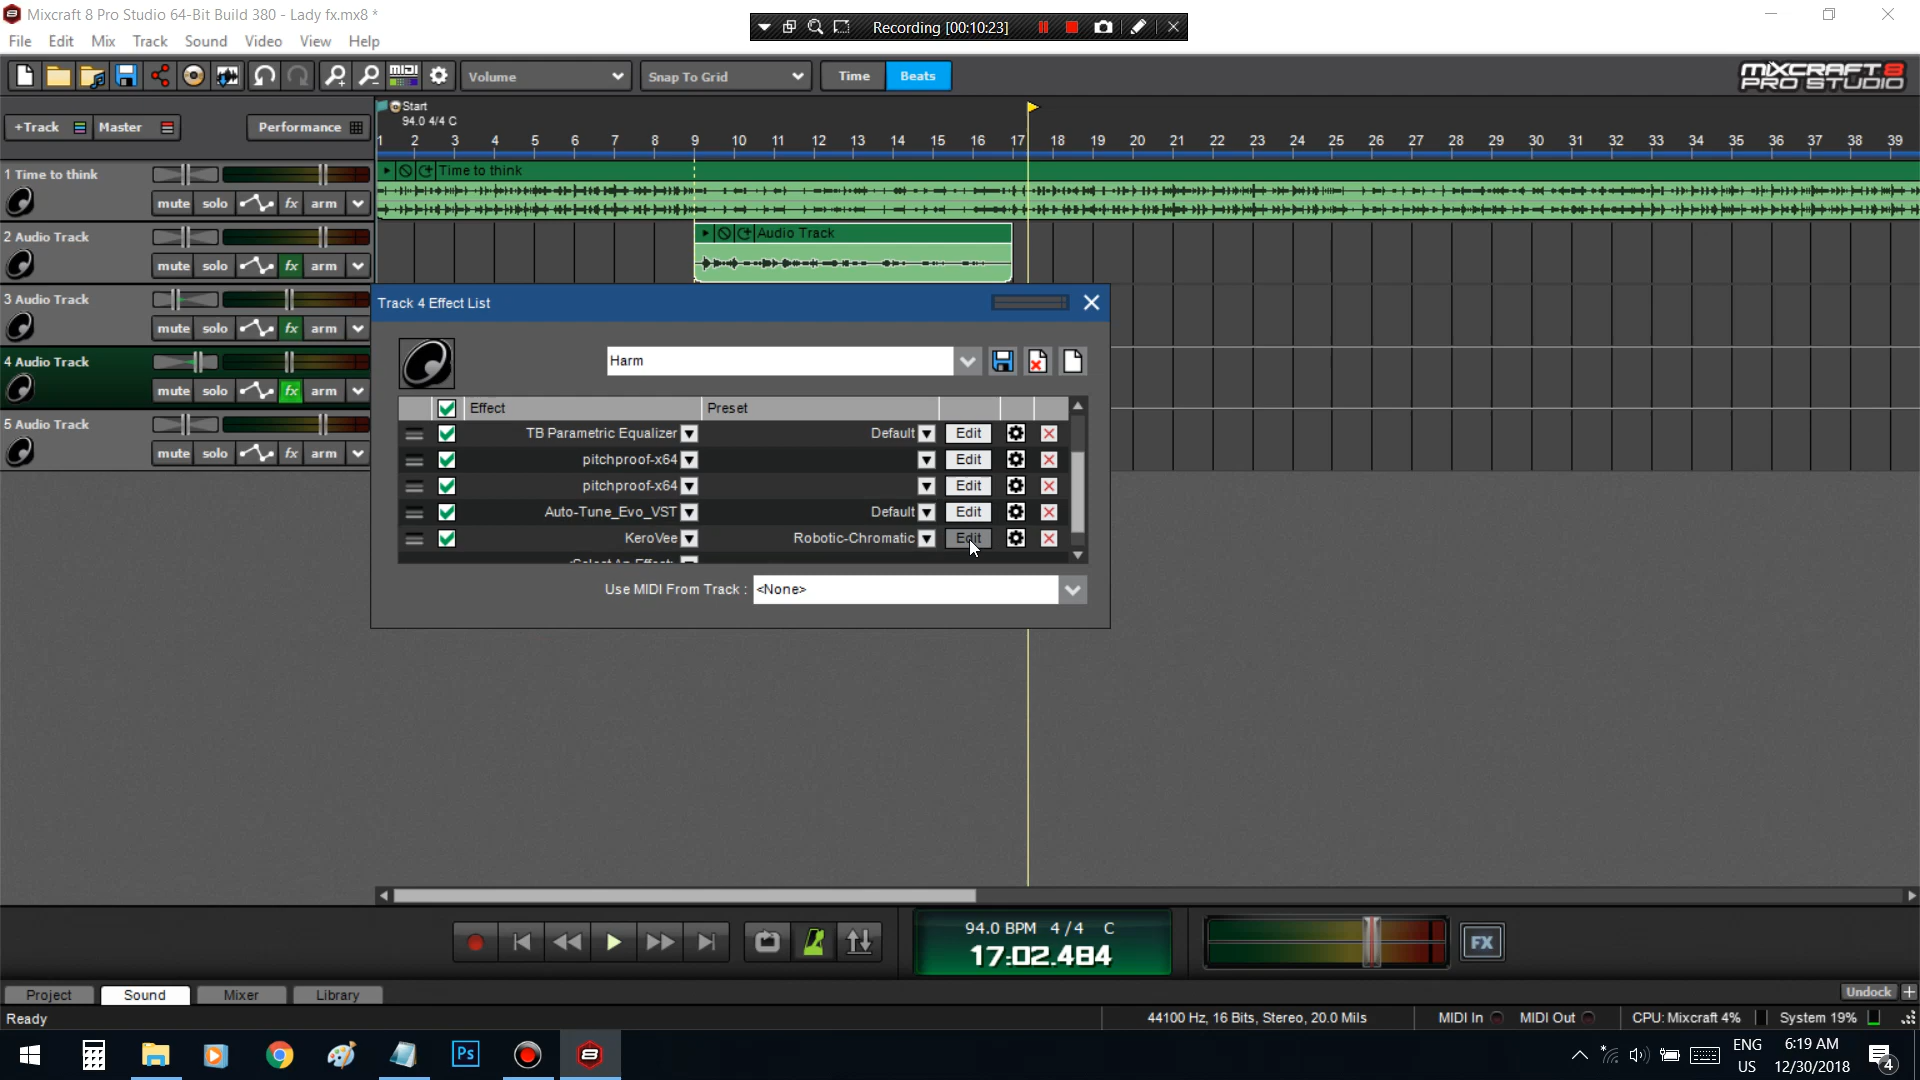 Mixcraft 8 Pro Studio 64-Bit Build 380 - Lady fx.mx8 *
Recording [00:10:23]
File Edit Mix Track Sound Video View Help
MIDI Volume Snap To Grid Time Beats
MIXCRAFT 8
PRO STUDIO
+Track Master Performance
Start
94.0 4/4 C
1 2 3 4 5 6 7 8 9 10 11 12 13 14 15 16 17 18 19 20 21 22 23 24 25 26 27 28 29 30 31 32 33 34 35 36 37 38 39
1 Time to think
Time to think
mute solo fx arm
2 Audio Track
Audio Track
mute solo fx arm
3 Audio Track
mute solo fx arm
4 Audio Track
mute solo fx arm
5 Audio Track
mute solo fx arm
Track 4 Effect List
Harm
Effect Preset
TB Parametric Equalizer Default Edit
pitchproof-x64 Edit
pitchproof-x64 Edit
Auto-Tune_Evo_VST Default Edit
KeroVee Robotic-Chromatic Edit
<Select An Effect>
Use MIDI From Track : <None>
94.0 BPM 4/4 C
17:02.484
FX
Project Sound Mixer Library
Undock +
Ready
44100 Hz, 16 Bits, Stereo, 20.0 Mils MIDI In MIDI Out CPU: Mixcraft 4% System 19%
Ps
8
ENG
US
6:19 AM
12/30/2018
4